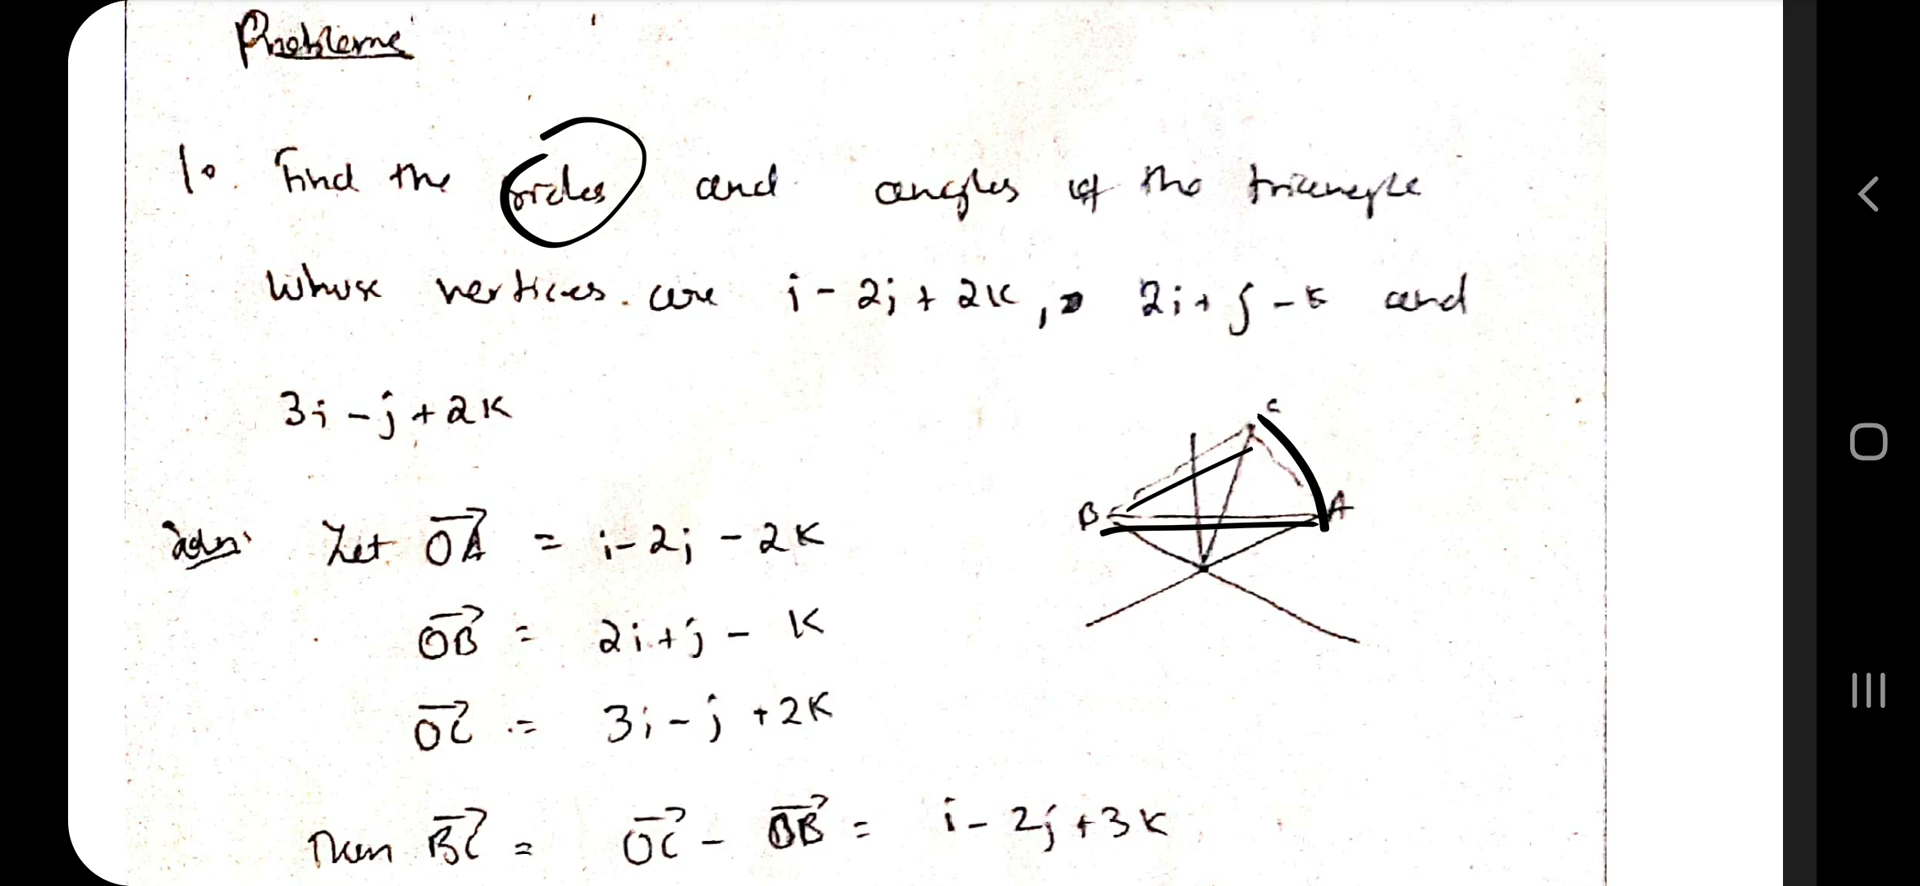 Problems
1. Find the sides and angles of the triangle
whose vertices are i - 2j + 2k, 2i + j - k and
3i - j + 2k
C
B A
Soln. Let OA = i - 2j - 2k
OB = 2i + j - k
OC = 3i - j + 2k
Then BC = OC - OB = i - 2j + 3k